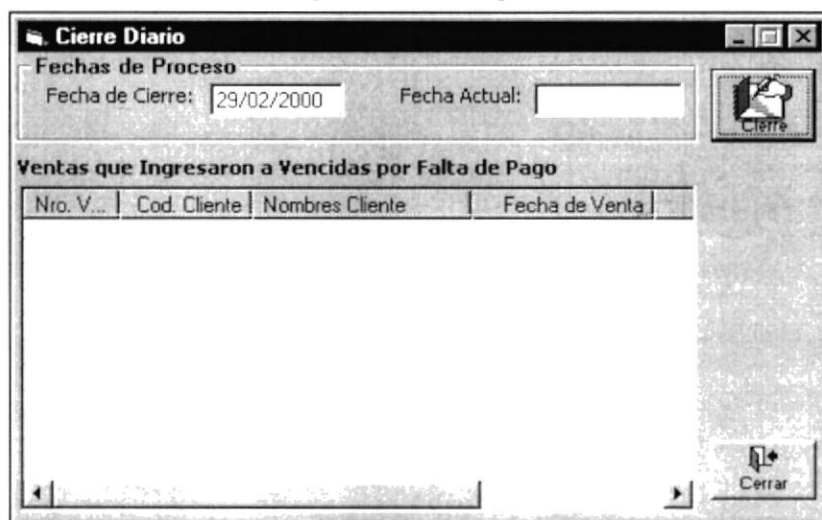 Cierre Diario
Fechas de Proceso
Fecha de Cierre: 29/02/2000 Fecha Actual:
Cierre
Ventas que Ingresaron a Vencidas por Falta de Pago
Nro. V... Cod. Cliente Nombres Cliente Fecha de Venta
Cerrar